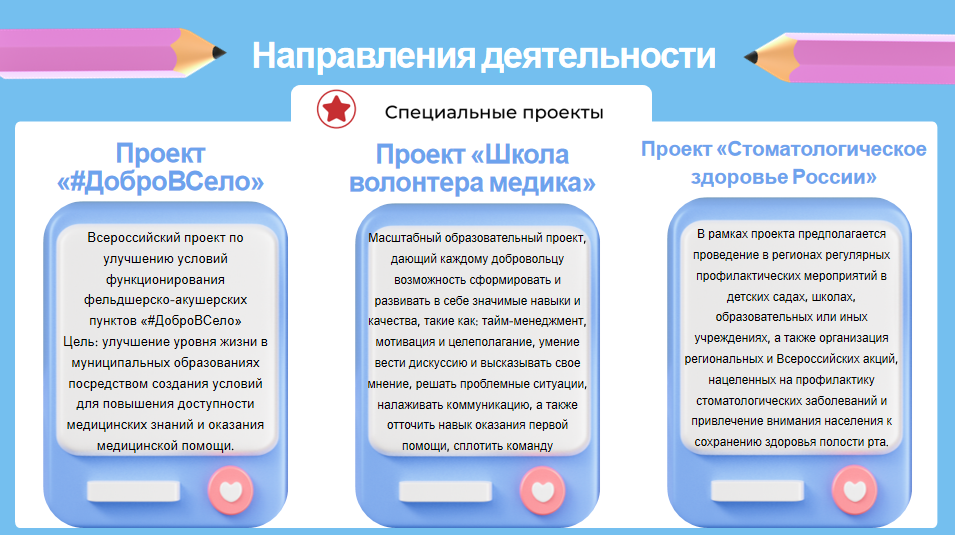 Направления деятельности
Специальные проекты
Проект
«#ДоброВСело»
Всероссийский проект по
улучшению условий
функционирования
фельдшерско-акушерских
пунктов «#ДоброВСело»
Цель: улучшение уровня жизни в
муниципальных образованиях
посредством создания условий
для повышения доступности
медицинских знаний и оказания
медицинской помощи.
Проект «Школа
волонтера медика»
Масштабный образовательный проект,
дающий каждому добровольцу
возможность сформировать и
развивать в себе значимые навыки и
качества, такие как: тайм-менеджмент,
мотивация и целеполагание, умение
вести дискуссию и высказывать свое
мнение, решать проблемные ситуации,
налаживать коммуникацию, а также
отточить навык оказания первой
помощи, сплотить команду
Проект «Стоматологическое
здоровье России»
В рамках проекта предполагается
проведение в регионах регулярных
профилактических мероприятий в
детских садах, школах,
образовательных или иных
учреждениях, а также организация
региональных и Всероссийских акций,
нацеленных на профилактику
стоматологических заболеваний и
привлечение внимания населения к
сохранению здоровья полости рта.